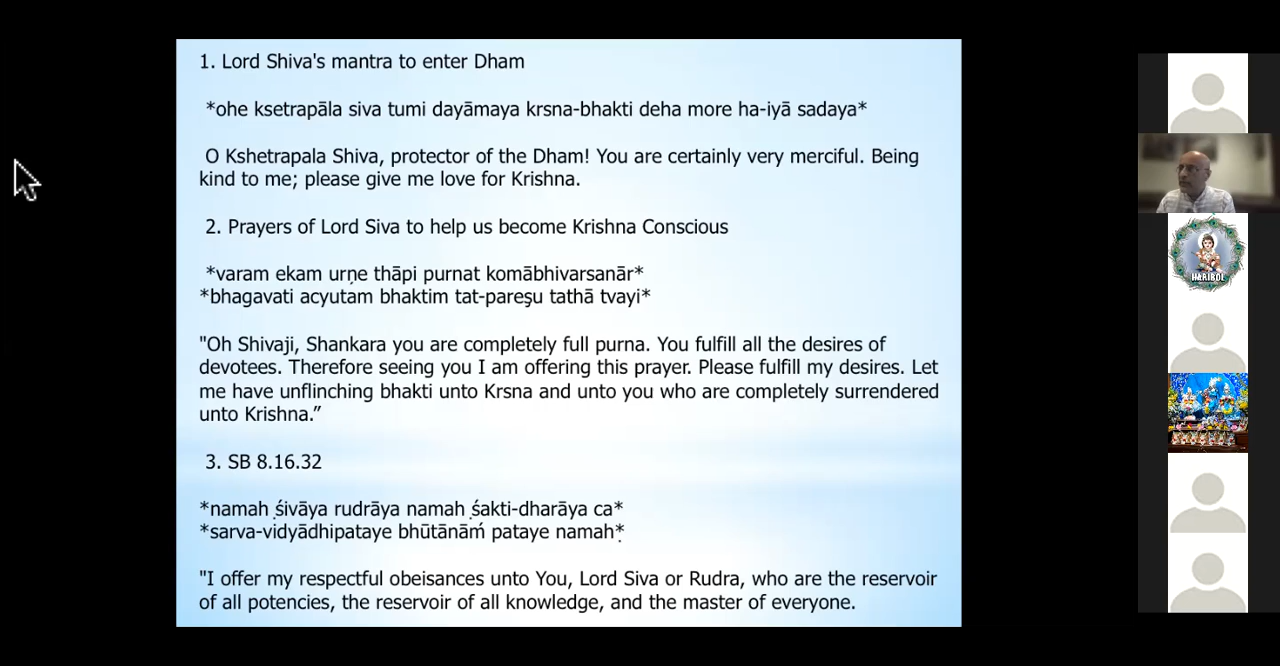 1. Lord Shiva's mantra to enter Dham
*ohe ksetrapāla siva tumi dayāmaya krsna-bhakti deha more ha-iyā sadaya*
O Kshetrapala Shiva, protector of the Dham! You are certainly very merciful. Being
kind to me; please give me love for Krishna.
2. Prayers of Lord Siva to help us become Krishna Conscious
*varam ekam uṛne thāpi purnat komābhivarsanār*
*bhagavati acyutam bhaktim tat-pareşu tathā tvayi*
"Oh Shivaji, Shankara you are completely full purna. You fulfill all the desires of
devotees. Therefore seeing you I am offering this prayer. Please fulfill my desires. Let
me have unflinching bhakti unto Krsna and unto you who are completely surrendered
unto Krishna.”
3. SB 8.16.32
*namaḥ śivāya rudrāya namaḥ śakti-dharāya ca*
*sarva-vidyādhipataye bhūtānāḿ pataye namaḥ*
"I offer my respectful obeisances unto You, Lord Siva or Rudra, who are the reservoir
of all potencies, the reservoir of all knowledge, and the master of everyone.
HARIBOL